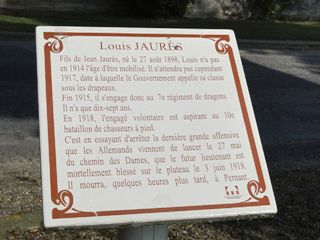 Louis JAURÈS
Fils de Jean Jaurès, né le 27 août 1898, Louis n'a pas
en 1914 l'âge d'être mobilisé. Il n'attendra pas cependant
1917, date à laquelle le Gouvernement appelle sa classe
sous les drapeaux.
Fin 1915, il s'engage donc au 7e régiment de dragons.
Il n'a que dix-sept ans.
En 1918, l'engagé volontaire est aspirant au 10e
bataillon de chasseurs à pied.
C'est en essayant d'arrêter la dernière grande offensive
que les Allemands viennent de lancer le 27 mai
du chemin des Dames, que le futur lieutenant est
mortellement blessé sur le plateau le 3 juin 1918.
Il mourra, quelques heures plus tard, à Pernant.